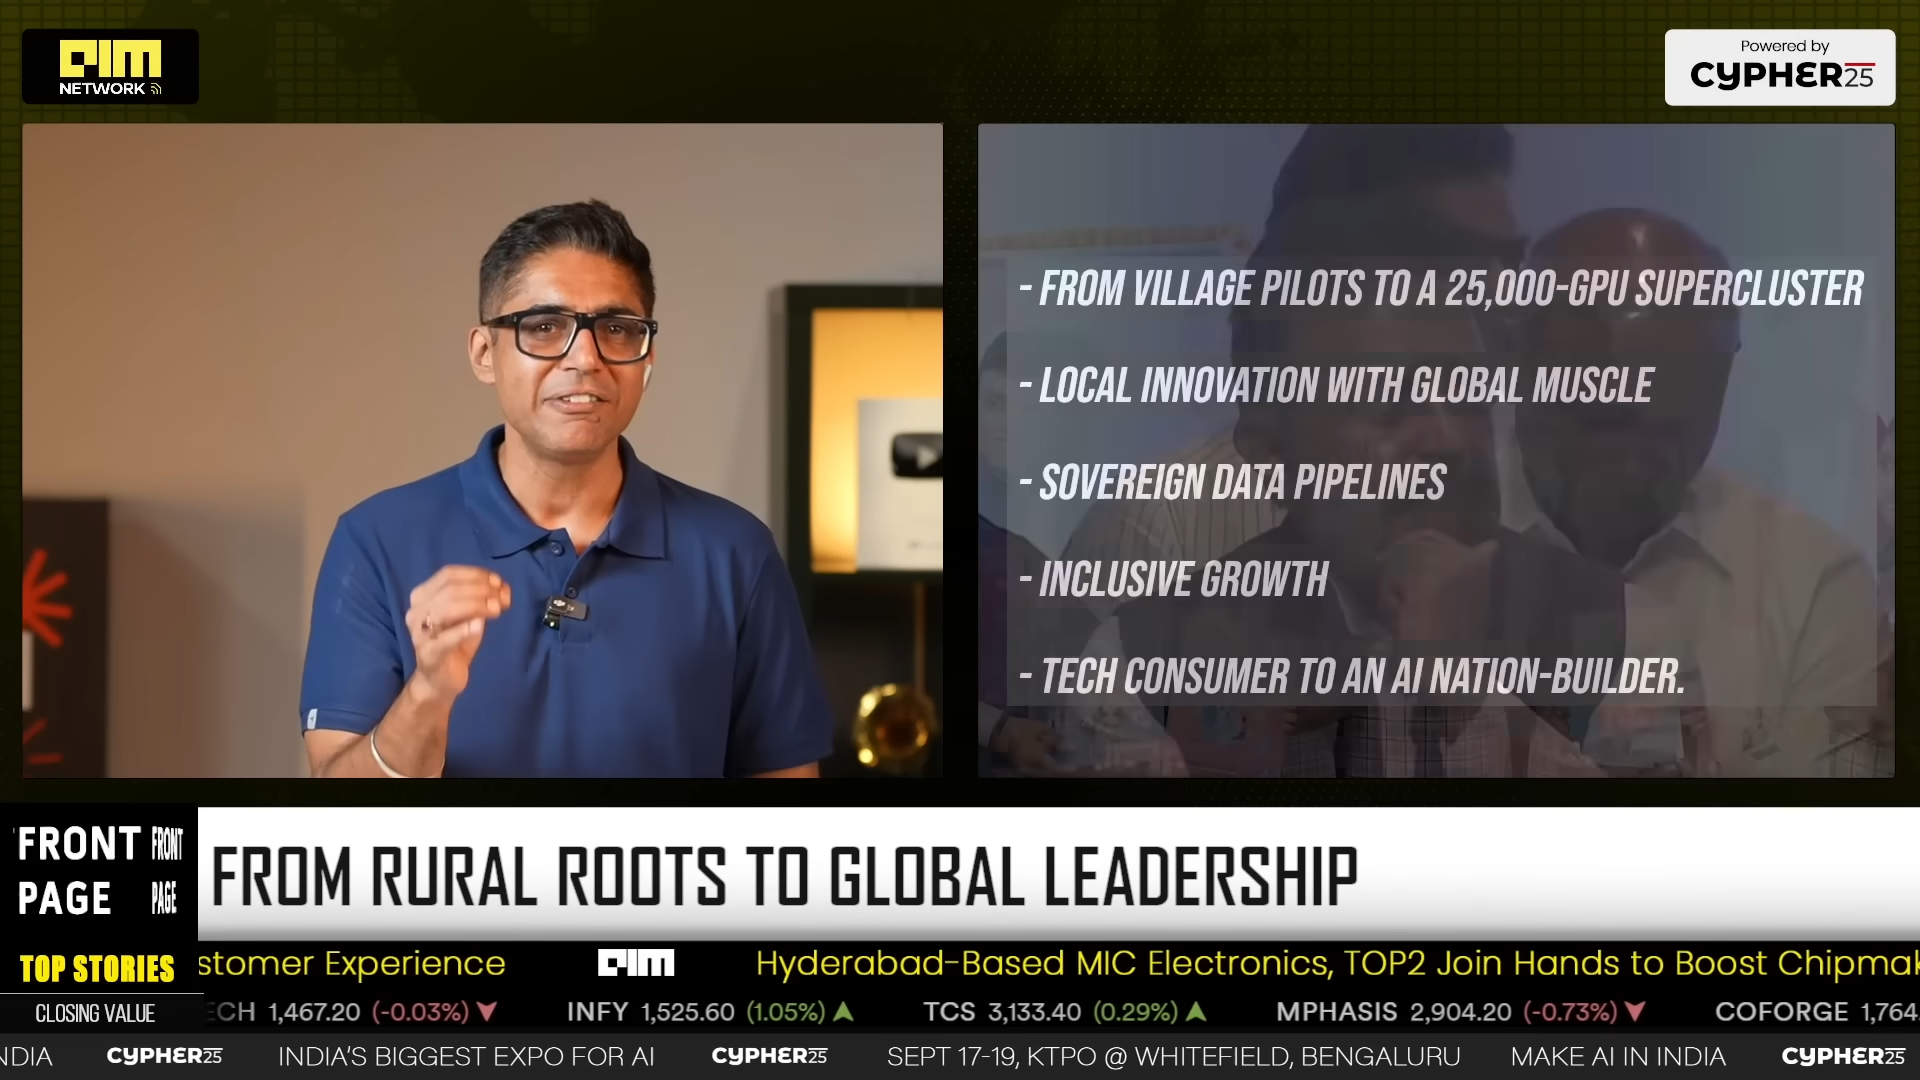 AIM
NETWORK
Powered by
CYPHER25
- FROM VILLAGE PILOTS TO A 25,000-GPU SUPERCLUSTER
- LOCAL INNOVATION WITH GLOBAL MUSCLE
- SOVEREIGN DATA PIPELINES
- INCLUSIVE GROWTH
- TECH CONSUMER TO AN AI NATION-BUILDER.
FRONT PAGE
FRONT PAGE
FROM RURAL ROOTS TO GLOBAL LEADERSHIP
TOP STORIES
stomer Experience AIM Hyderabad-Based MIC Electronics, TOP2 Join Hands to Boost Chipmak
CLOSING VALUE
ECH 1,467.20 (-0.03%) ▼ INFY 1,525.60 (1.05%) ▲ TCS 3,133.40 (0.29%) ▲ MPHASIS 2,904.20 (-0.73%) ▼ COFORGE 1,764.
NDIA CYPHER25 INDIA'S BIGGEST EXPO FOR AI CYPHER25 SEPT 17-19, KTPO @ WHITEFIELD, BENGALURU MAKE AI IN INDIA CYPHER25